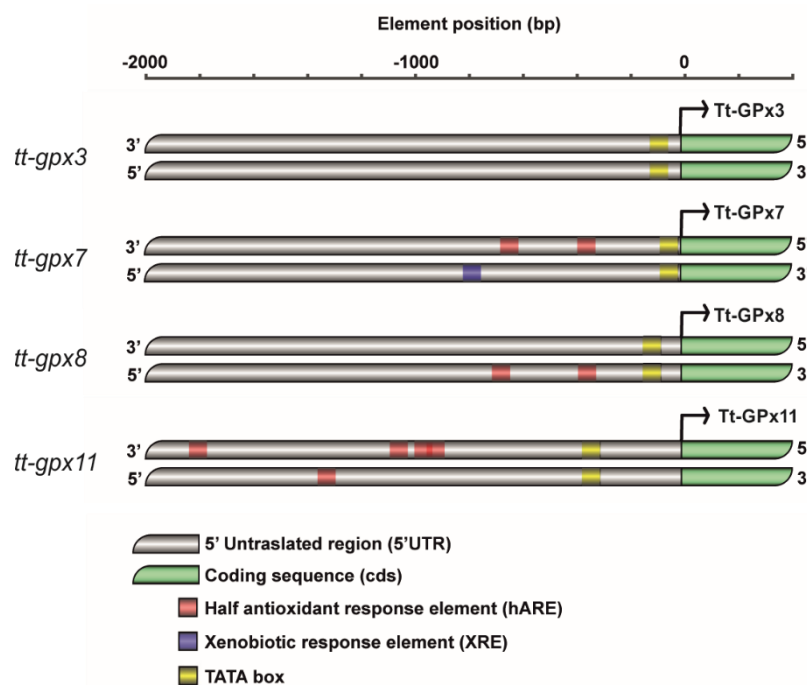 Element position (bp)
-2000 -1000 0
Tt-GPx3
tt-gpx3
3’ 5
5’ 3
Tt-GPx7
tt-gpx7
3’ 5
5’ 3
Tt-GPx8
tt-gpx8
3’ 5
5’ 3
Tt-GPx11
tt-gpx11
3’ 5
5’ 3
5’ Untraslated region (5’UTR)
Coding sequence (cds)
Half antioxidant response element (hARE)
Xenobiotic response element (XRE)
TATA box